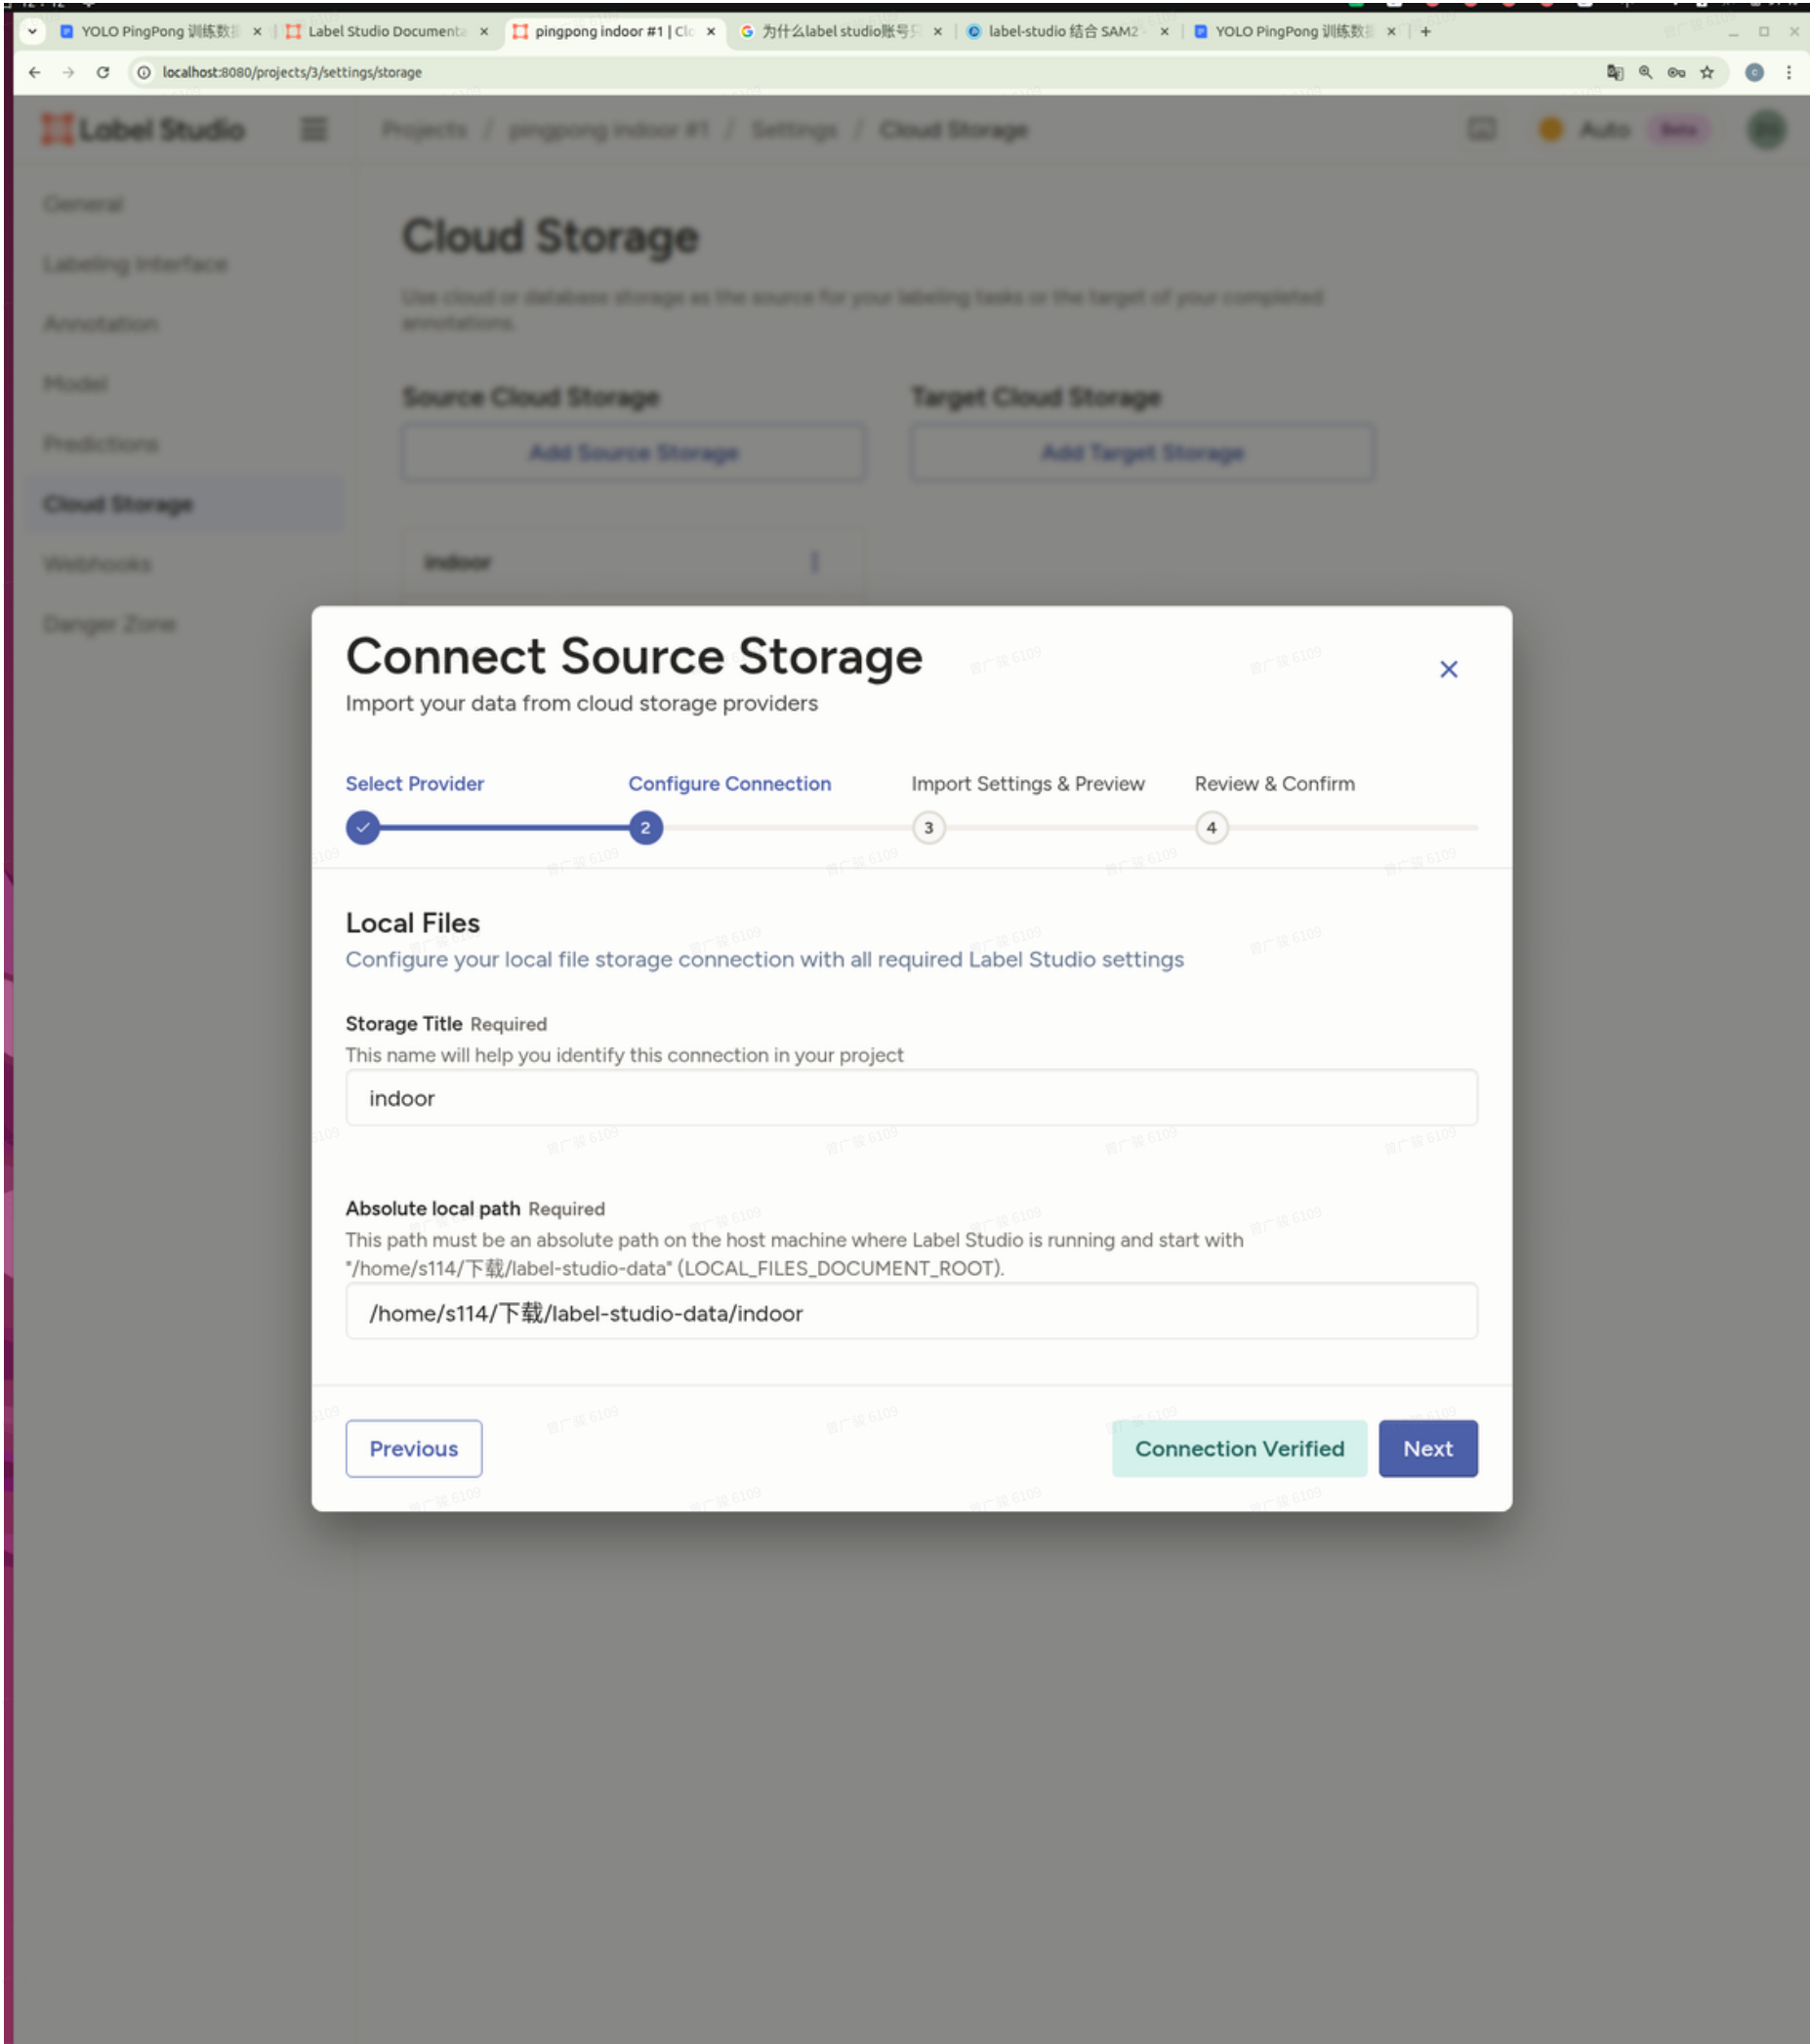 YOLO PingPong 训练数据
Label Studio Documenta
pingpong indoor #1 | Clo
为什么label studio账号只
label-studio 结合 SAM2
YOLO PingPong 训练数据
localhost:8080/projects/3/settings/storage
Label Studio
Projects / pingpong indoor #1 / Settings / Cloud Storage
Auto Beta
General
Labeling Interface
Annotation
Model
Predictions
Cloud Storage
Webhooks
Danger Zone
Cloud Storage
Use cloud or database storage as the source for your labeling tasks or the target of your completed
annotations.
Source Cloud Storage
Target Cloud Storage
Add Source Storage
Add Target Storage
indoor
Connect Source Storage
Import your data from cloud storage providers
Select Provider
Configure Connection
Import Settings & Preview
Review & Confirm
2
3
4
Local Files
Configure your local file storage connection with all required Label Studio settings
Storage Title Required
This name will help you identify this connection in your project
indoor
Absolute local path Required
This path must be an absolute path on the host machine where Label Studio is running and start with
"/home/s114/下载/label-studio-data" (LOCAL_FILES_DOCUMENT_ROOT).
/home/s114/下载/label-studio-data/indoor
Previous
Connection Verified
Next
曾广骏 6109